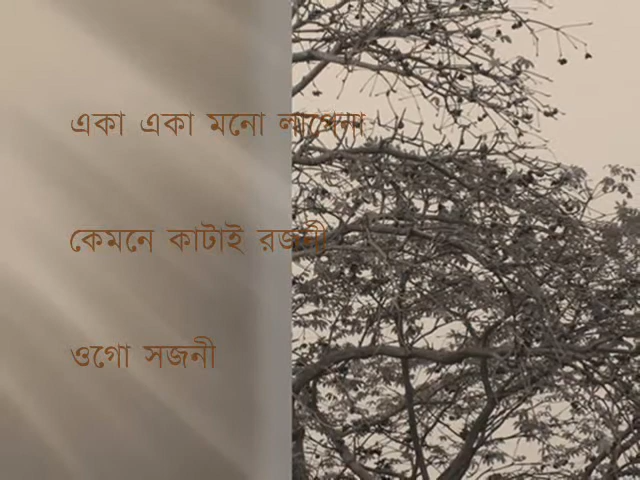 একা একা মনো লাগেনা
কেমনে কাটাই রজনী
ওগো সজনী